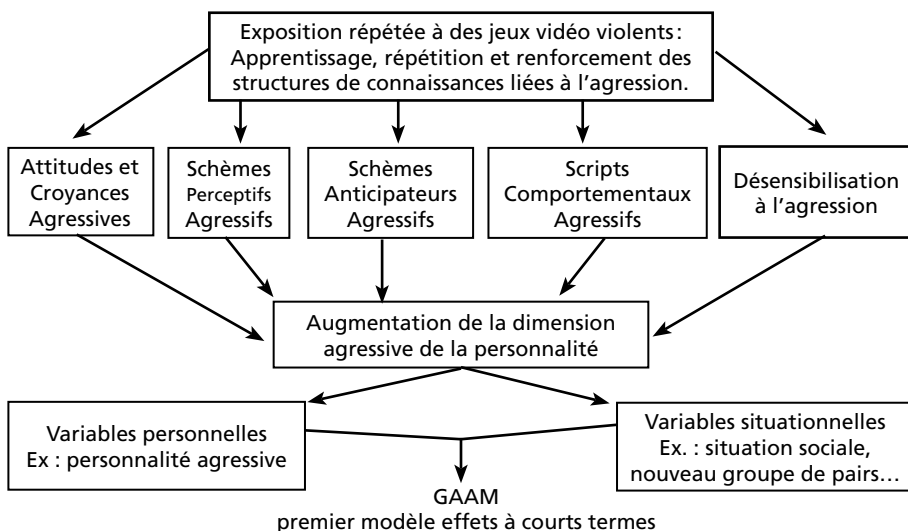 Exposition répétée à des jeux vidéo violents :
Apprentissage, répétition et renforcement des
structures de connaissances liées à l’agression.
Attitudes et
Croyances
Agressives
Schèmes
Perceptifs
Agressifs
Schèmes
Anticipateurs
Agressifs
Scripts
Comportementaux
Agressifs
Désensibilisation
à l’agression
Augmentation de la dimension
agressive de la personnalité
Variables personnelles
Ex : personnalité agressive
Variables situationnelles
Ex. : situation sociale,
nouveau groupe de pairs…
GAAM
premier modèle effets à courts termes